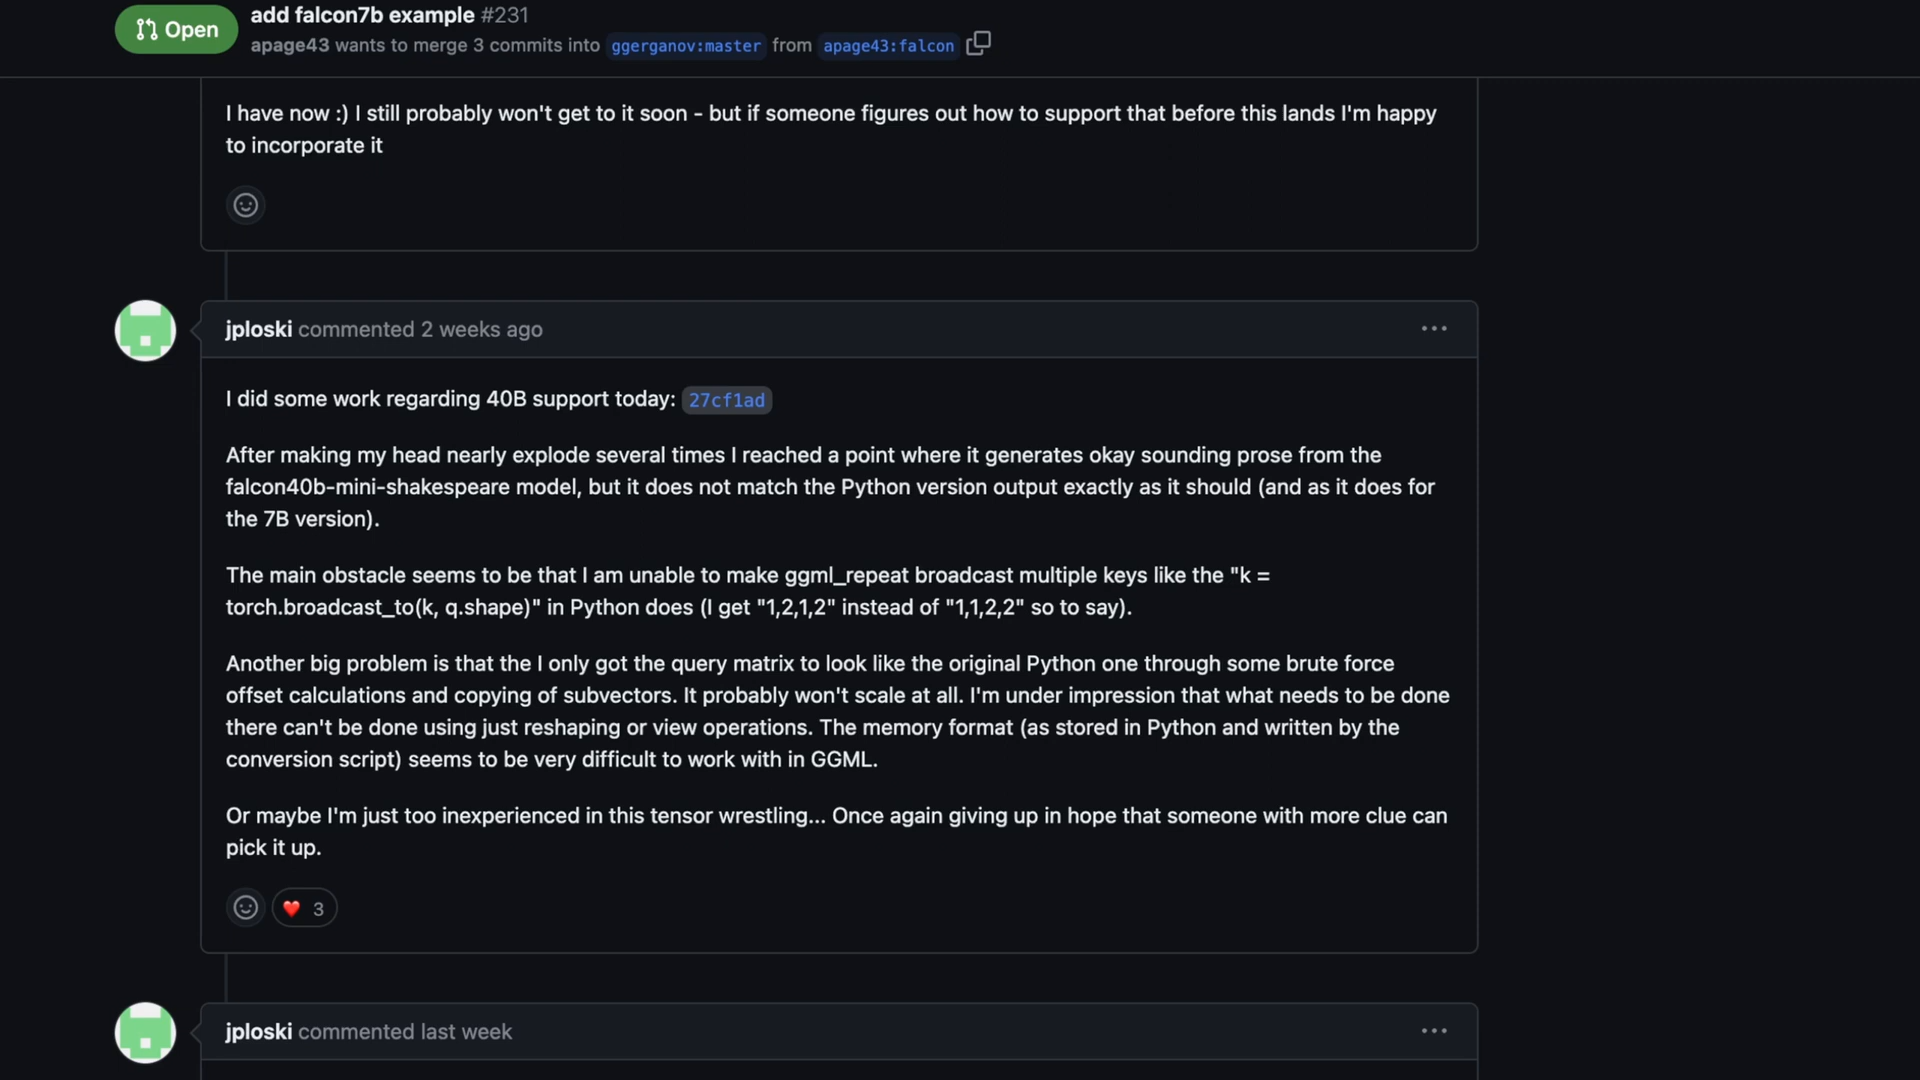 Open
add falcon7b example #231
apage43 wants to merge 3 commits into ggerganov:master from apage43:falcon
I have now :) I still probably won't get to it soon - but if someone figures out how to support that before this lands I'm happy
to incorporate it
jploski commented 2 weeks ago
I did some work regarding 40B support today: 27cf1ad
After making my head nearly explode several times I reached a point where it generates okay sounding prose from the
falcon40b-mini-shakespeare model, but it does not match the Python version output exactly as it should (and as it does for
the 7B version).
The main obstacle seems to be that I am unable to make ggml_repeat broadcast multiple keys like the "k =
torch.broadcast_to(k, q.shape)" in Python does (I get "1,2,1,2" instead of "1,1,2,2" so to say).
Another big problem is that the I only got the query matrix to look like the original Python one through some brute force
offset calculations and copying of subvectors. It probably won't scale at all. I'm under impression that what needs to be done
there can't be done using just reshaping or view operations. The memory format (as stored in Python and written by the
conversion script) seems to be very difficult to work with in GGML.
Or maybe I'm just too inexperienced in this tensor wrestling... Once again giving up in hope that someone with more clue can
pick it up.
3
jploski commented last week